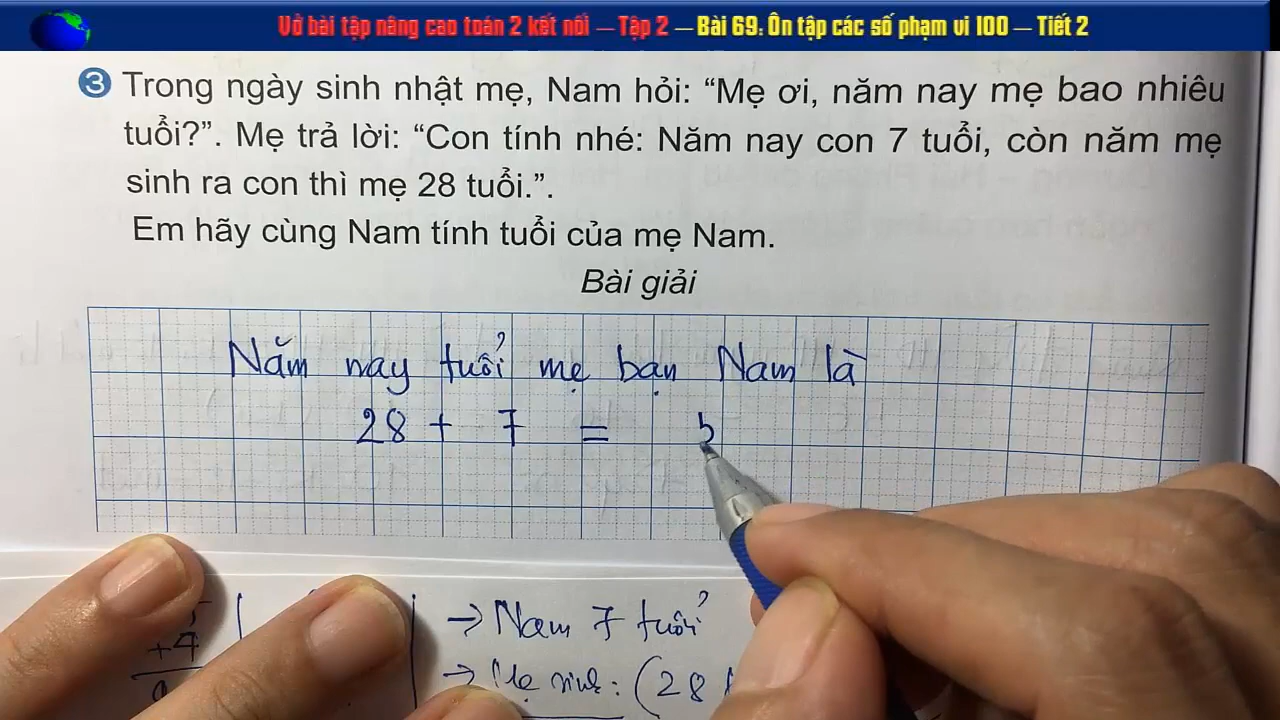 Vở bài tập nâng cao toán 2 kết nối – Tập 2 – Bài 69: Ôn tập các số phạm vi 100 – Tiết 2
3 Trong ngày sinh nhật mẹ, Nam hỏi: “Mẹ ơi, năm nay mẹ bao nhiêu
tuổi?”. Mẹ trả lời: “Con tính nhé: Năm nay con 7 tuổi, còn năm mẹ
sinh ra con thì mẹ 28 tuổi.”.
Em hãy cùng Nam tính tuổi của mẹ Nam.
Bài giải
Năm nay tuổi mẹ bạn Nam là
28 + 7 =
→ Nam 7 tuổi
+4
→ Mẹ sinh: (28